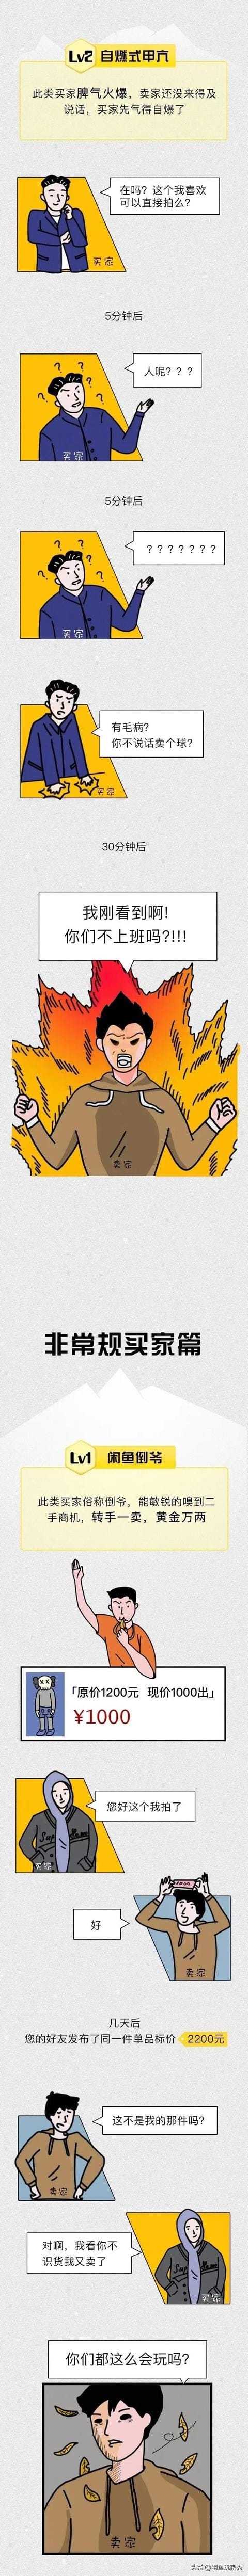 Lv2 自燃式甲亢
此类买家脾气火爆，卖家还没来得及
说话，买家先气得自爆了
在吗？这个我喜欢
可以直接拍么？
买家
5分钟后
人呢？？？
买家
5分钟后
？？？？？？？
买家
有毛病？
你不说话卖个球？
买家
30分钟后
我刚看到啊！
你们不上班吗？!!!
卖家
非常规买家篇
Lv1 闲鱼倒爷
此类买家俗称倒爷，能敏锐的嗅到二
手商机，转手一卖，黄金万两
「原价1200元 现价1000出」
¥1000
您好这个我拍了
买家
好
卖家
几天后
您的好友发布了同一件单品标价 2200元
这不是我的那件吗？
卖家
对啊，我看你不
识货我又卖了
买家
你们都这么会玩吗？
卖家